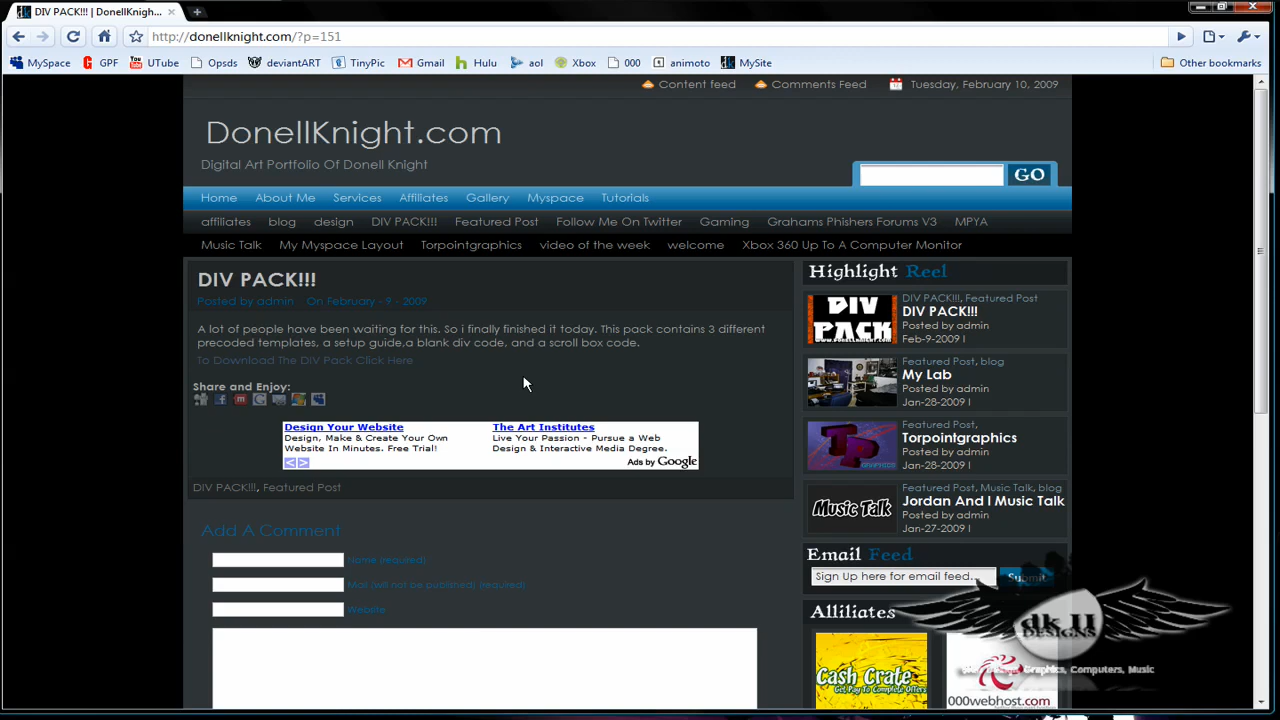 DIV PACK!!! | DonellKnigh...
http://donellknight.com/?p=151
MySpace GPF UTube Opsds deviantART TinyPic Gmail Hulu aol Xbox 000 animoto MySite Other bookmarks
Content feed Comments Feed Tuesday, February 10, 2009
DonellKnight.com
Digital Art Portfolio Of Donell Knight
GO
Home About Me Services Affiliates Gallery Myspace Tutorials
affiliates blog design DIV PACK!!! Featured Post Follow Me On Twitter Gaming Grahams Phishers Forums V3 MPYA
Music Talk My Myspace Layout Torpointgraphics video of the week welcome Xbox 360 Up To A Computer Monitor
DIV PACK!!!
Posted by admin On February - 9 - 2009
A lot of people have been waiting for this. So i finally finished it today. This pack contains 3 different
precoded templates, a setup guide,a blank div code, and a scroll box code.
To Download The DIV Pack Click Here
Share and Enjoy:
Design Your Website
Design, Make & Create Your Own
Website In Minutes. Free Trial!
The Art Institutes
Live Your Passion - Pursue a Web
Design & Interactive Media Degree.
Ads by Google
DIV PACK!!!, Featured Post
Add A Comment
Name (required)
Mail (will not be published) (required)
Website
Highlight Reel
DIV PACK
DIV PACK!!!, Featured Post
DIV PACK!!!
Posted by admin
Feb-9-2009 I
Featured Post, blog
My Lab
Posted by admin
Jan-28-2009 I
Featured Post,
Torpointgraphics
Posted by admin
Jan-28-2009 I
Music Talk
Featured Post, Music Talk, blog
Jordan And I Music Talk
Posted by admin
Jan-27-2009 I
Email Feed
Sign Up here for email feed... Submit
Alliliates
Cash Crate
Get Paid To Complete Offers
000webhost.com
dk II
DESIGNS
Graphics, Computers, Music